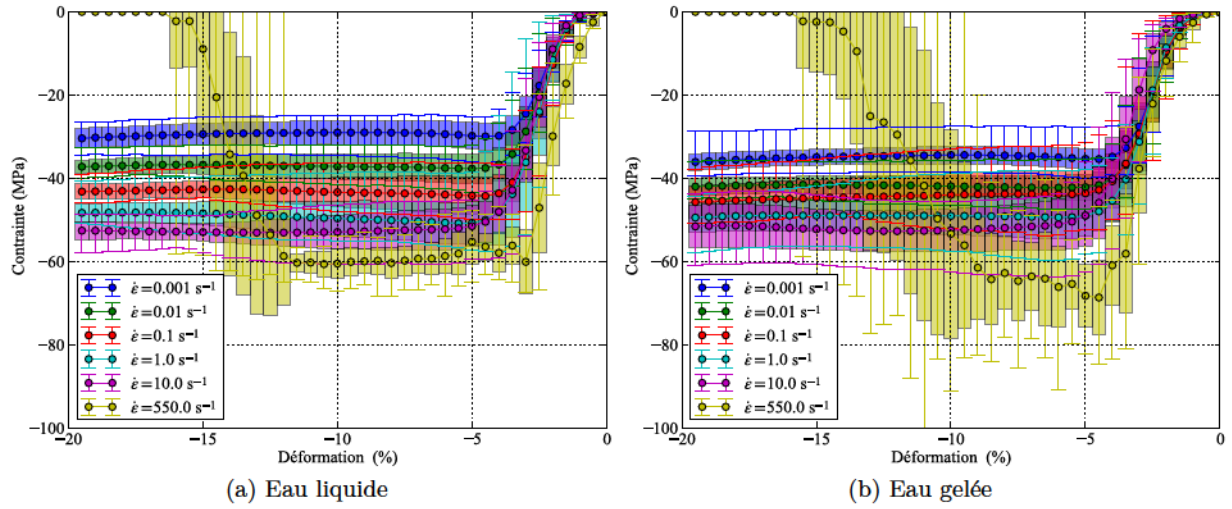 0
−20
−40
−60
−80
−100
Contrainte (MPa)
ε̇=0.001 s⁻¹
ε̇=0.01 s⁻¹
ε̇=0.1 s⁻¹
ε̇=1.0 s⁻¹
ε̇=10.0 s⁻¹
ε̇=550.0 s⁻¹
−20 −15 −10 −5 0
Déformation (%)
(a) Eau liquide
0
−20
−40
−60
−80
−100
Contrainte (MPa)
ε̇=0.001 s⁻¹
ε̇=0.01 s⁻¹
ε̇=0.1 s⁻¹
ε̇=1.0 s⁻¹
ε̇=10.0 s⁻¹
ε̇=550.0 s⁻¹
−20 −15 −10 −5 0
Déformation (%)
(b) Eau gelée